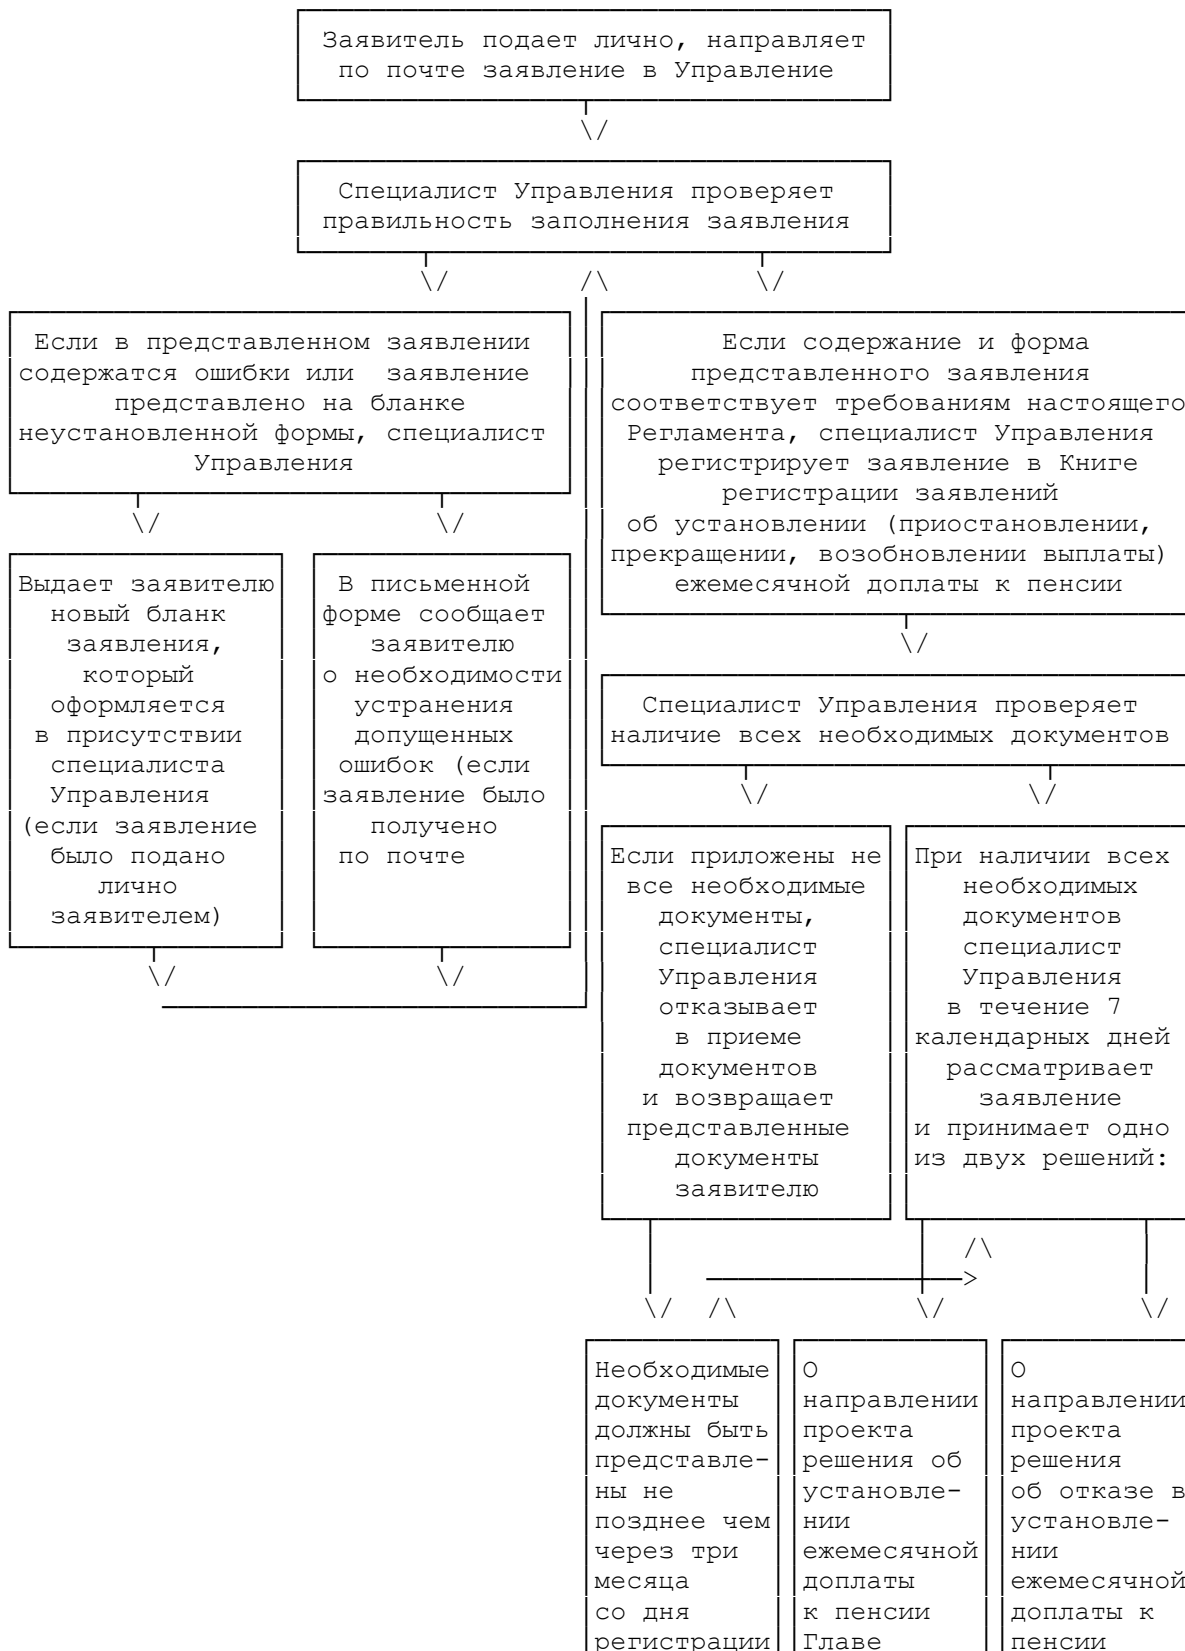 Заявитель подает лично, направляет
по почте заявление в Управление
Специалист Управления проверяет
правильность заполнения заявления
Если в представленном заявлении
содержатся ошибки или заявление
представлено на бланке
неустановленной формы, специалист
Управления
Если содержание и форма
представленного заявления
соответствует требованиям настоящего
Регламента, специалист Управления
регистрирует заявление в Книге
регистрации заявлений
об установлении (приостановлении,
прекращении, возобновлении выплаты)
ежемесячной доплаты к пенсии
Выдает заявителю
новый бланк
заявления,
который
оформляется
в присутствии
специалиста
Управления
(если заявление
было подано
лично
заявителем)
В письменной
форме сообщает
заявителю
о необходимости
устранения
допущенных
ошибок (если
заявление было
получено
по почте
Специалист Управления проверяет
наличие всех необходимых документов
Если приложены не
все необходимые
документы,
специалист
Управления
отказывает
в приеме
документов
и возвращает
представленные
документы
заявителю
При наличии всех
необходимых
документов
специалист
Управления
в течение 7
календарных дней
рассматривает
заявление
и принимает одно
из двух решений:
Необходимые
документы
должны быть
представле-
ны не
позднее чем
через три
месяца
со дня
регистрации
О
направлении
проекта
решения об
установле-
нии
ежемесячной
доплаты
к пенсии
Главе
О
направлении
проекта
решения
об отказе в
установле-
нии
ежемесячной
доплаты к
пенсии